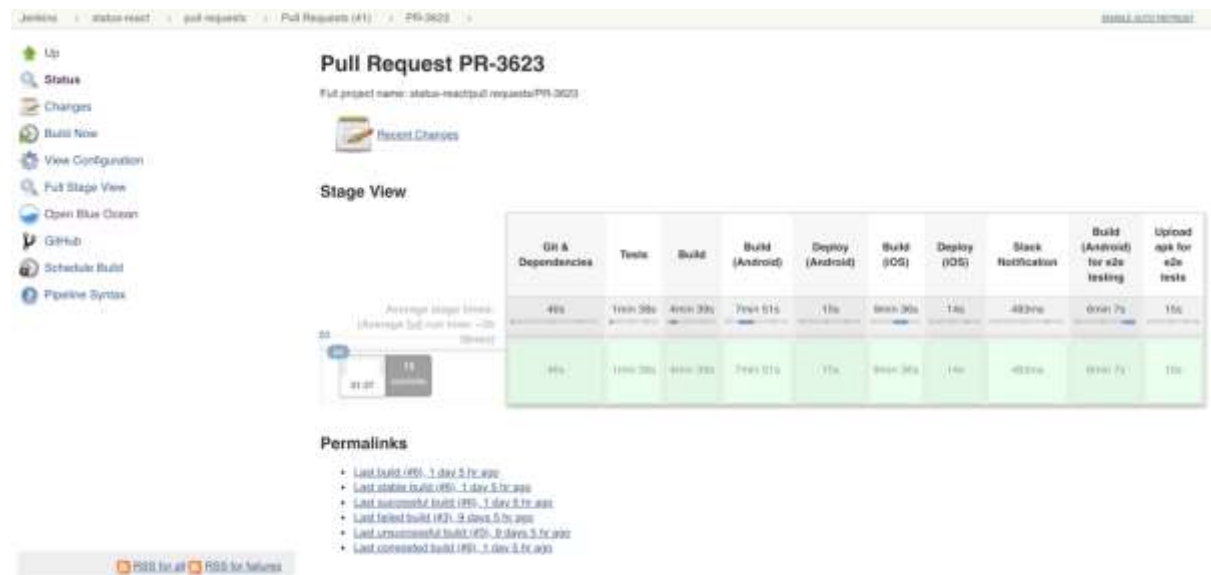 Jenkins › status-react › pull requests › Pull Requests (41) › PR-3623 › ENABLE AUTO REFRESH
Up
Status
Changes
Build Now
View Configuration
Full Stage View
Open Blue Ocean
GitHub
Schedule Build
Pipeline Syntax
RSS for all RSS for failures
Pull Request PR-3623
Full project name: status-react/pull requests/PR-3623
Recent Changes
Stage View
Git & Dependencies Tests Build Build (Android) Deploy (Android) Build (iOS) Deploy (iOS) Slack Notification Build (Android) for e2e testing Upload apk for e2e tests
Average stage times:
(Average full run time: ~
46s 1min 38s 4min 39s 7min 51s 15s 9min 36s 14s 493ms 6min 7s 15s
46s 1min 38s 4min 39s 7min 51s 15s 9min 36s 14s 6min 7s 15s
Permalinks
Last build (#6), 1 day 5 hr ago
Last stable build (#6), 1 day 5 hr ago
Last successful build (#6), 1 day 5 hr ago
Last failed build (#3), 9 days 5 hr ago
Last unsuccessful build (#3), 9 days 5 hr ago
Last completed build (#6), 1 day 5 hr ago